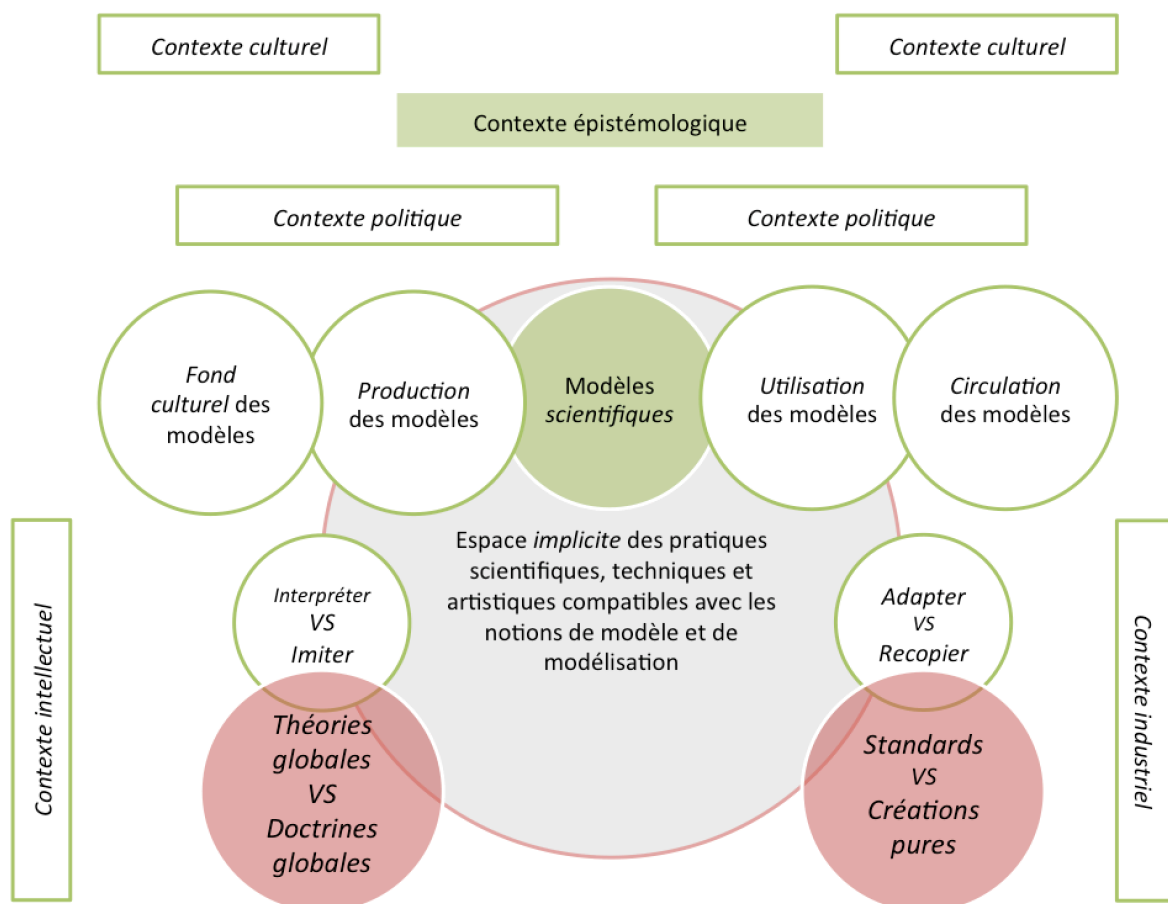 Contexte culturel
Contexte culturel
Contexte épistémologique
Contexte politique
Contexte politique
Fond
culturel des
modèles
Production
des modèles
Modèles
scientifiques
Utilisation
des modèles
Circulation
des modèles
Contexte intellectuel
Interpréter
VS
Imiter
Espace implicite des pratiques
scientifiques, techniques et
artistiques compatibles avec les
notions de modèle et de
modélisation
Adapter
VS
Recopier
Contexte industriel
Théories
globales
VS
Doctrines
globales
Standards
VS
Créations
pures